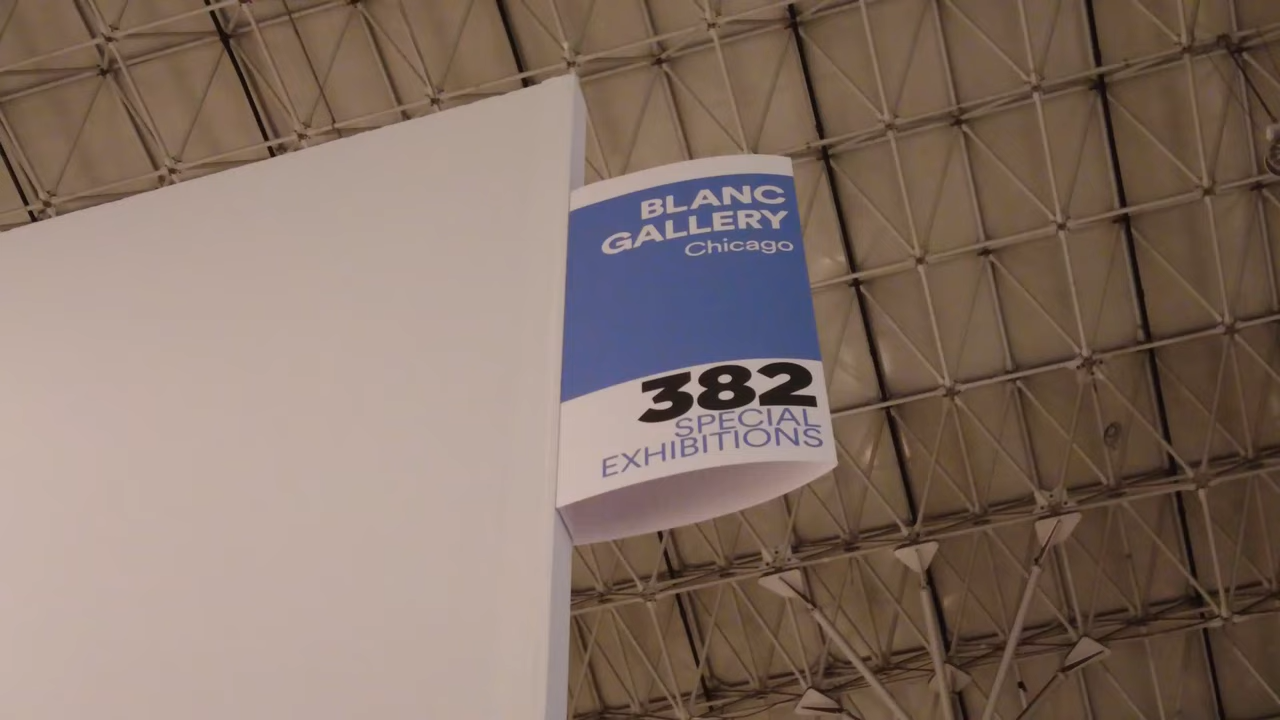 BLANC
GALLERY
Chicago
382
SPECIAL
EXHIBITIONS